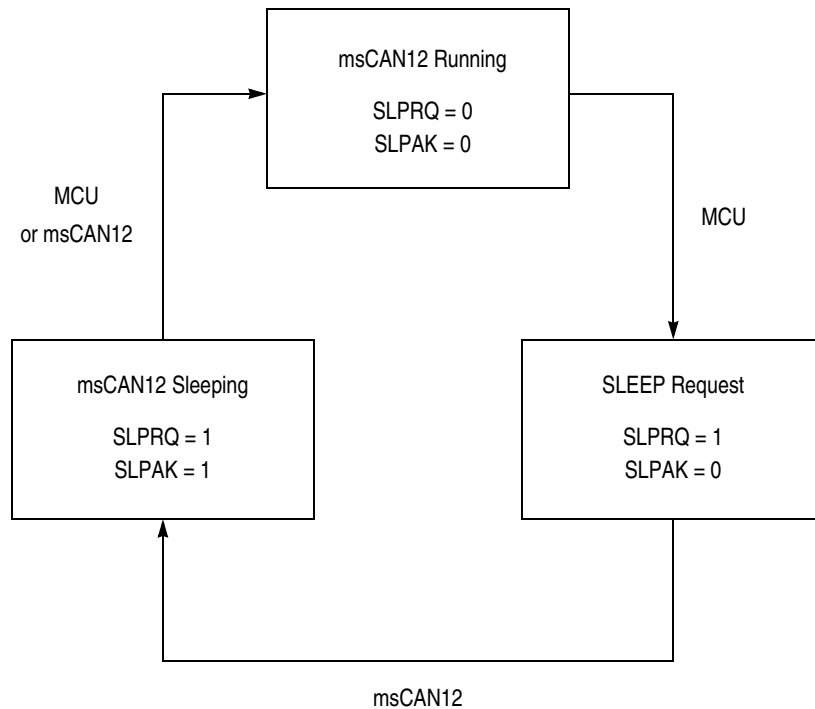 msCAN12 Running
SLPRQ = 0
SLPAK = 0
MCU
or msCAN12
MCU
msCAN12 Sleeping
SLPRQ = 1
SLPAK = 1
SLEEP Request
SLPRQ = 1
SLPAK = 0
msCAN12